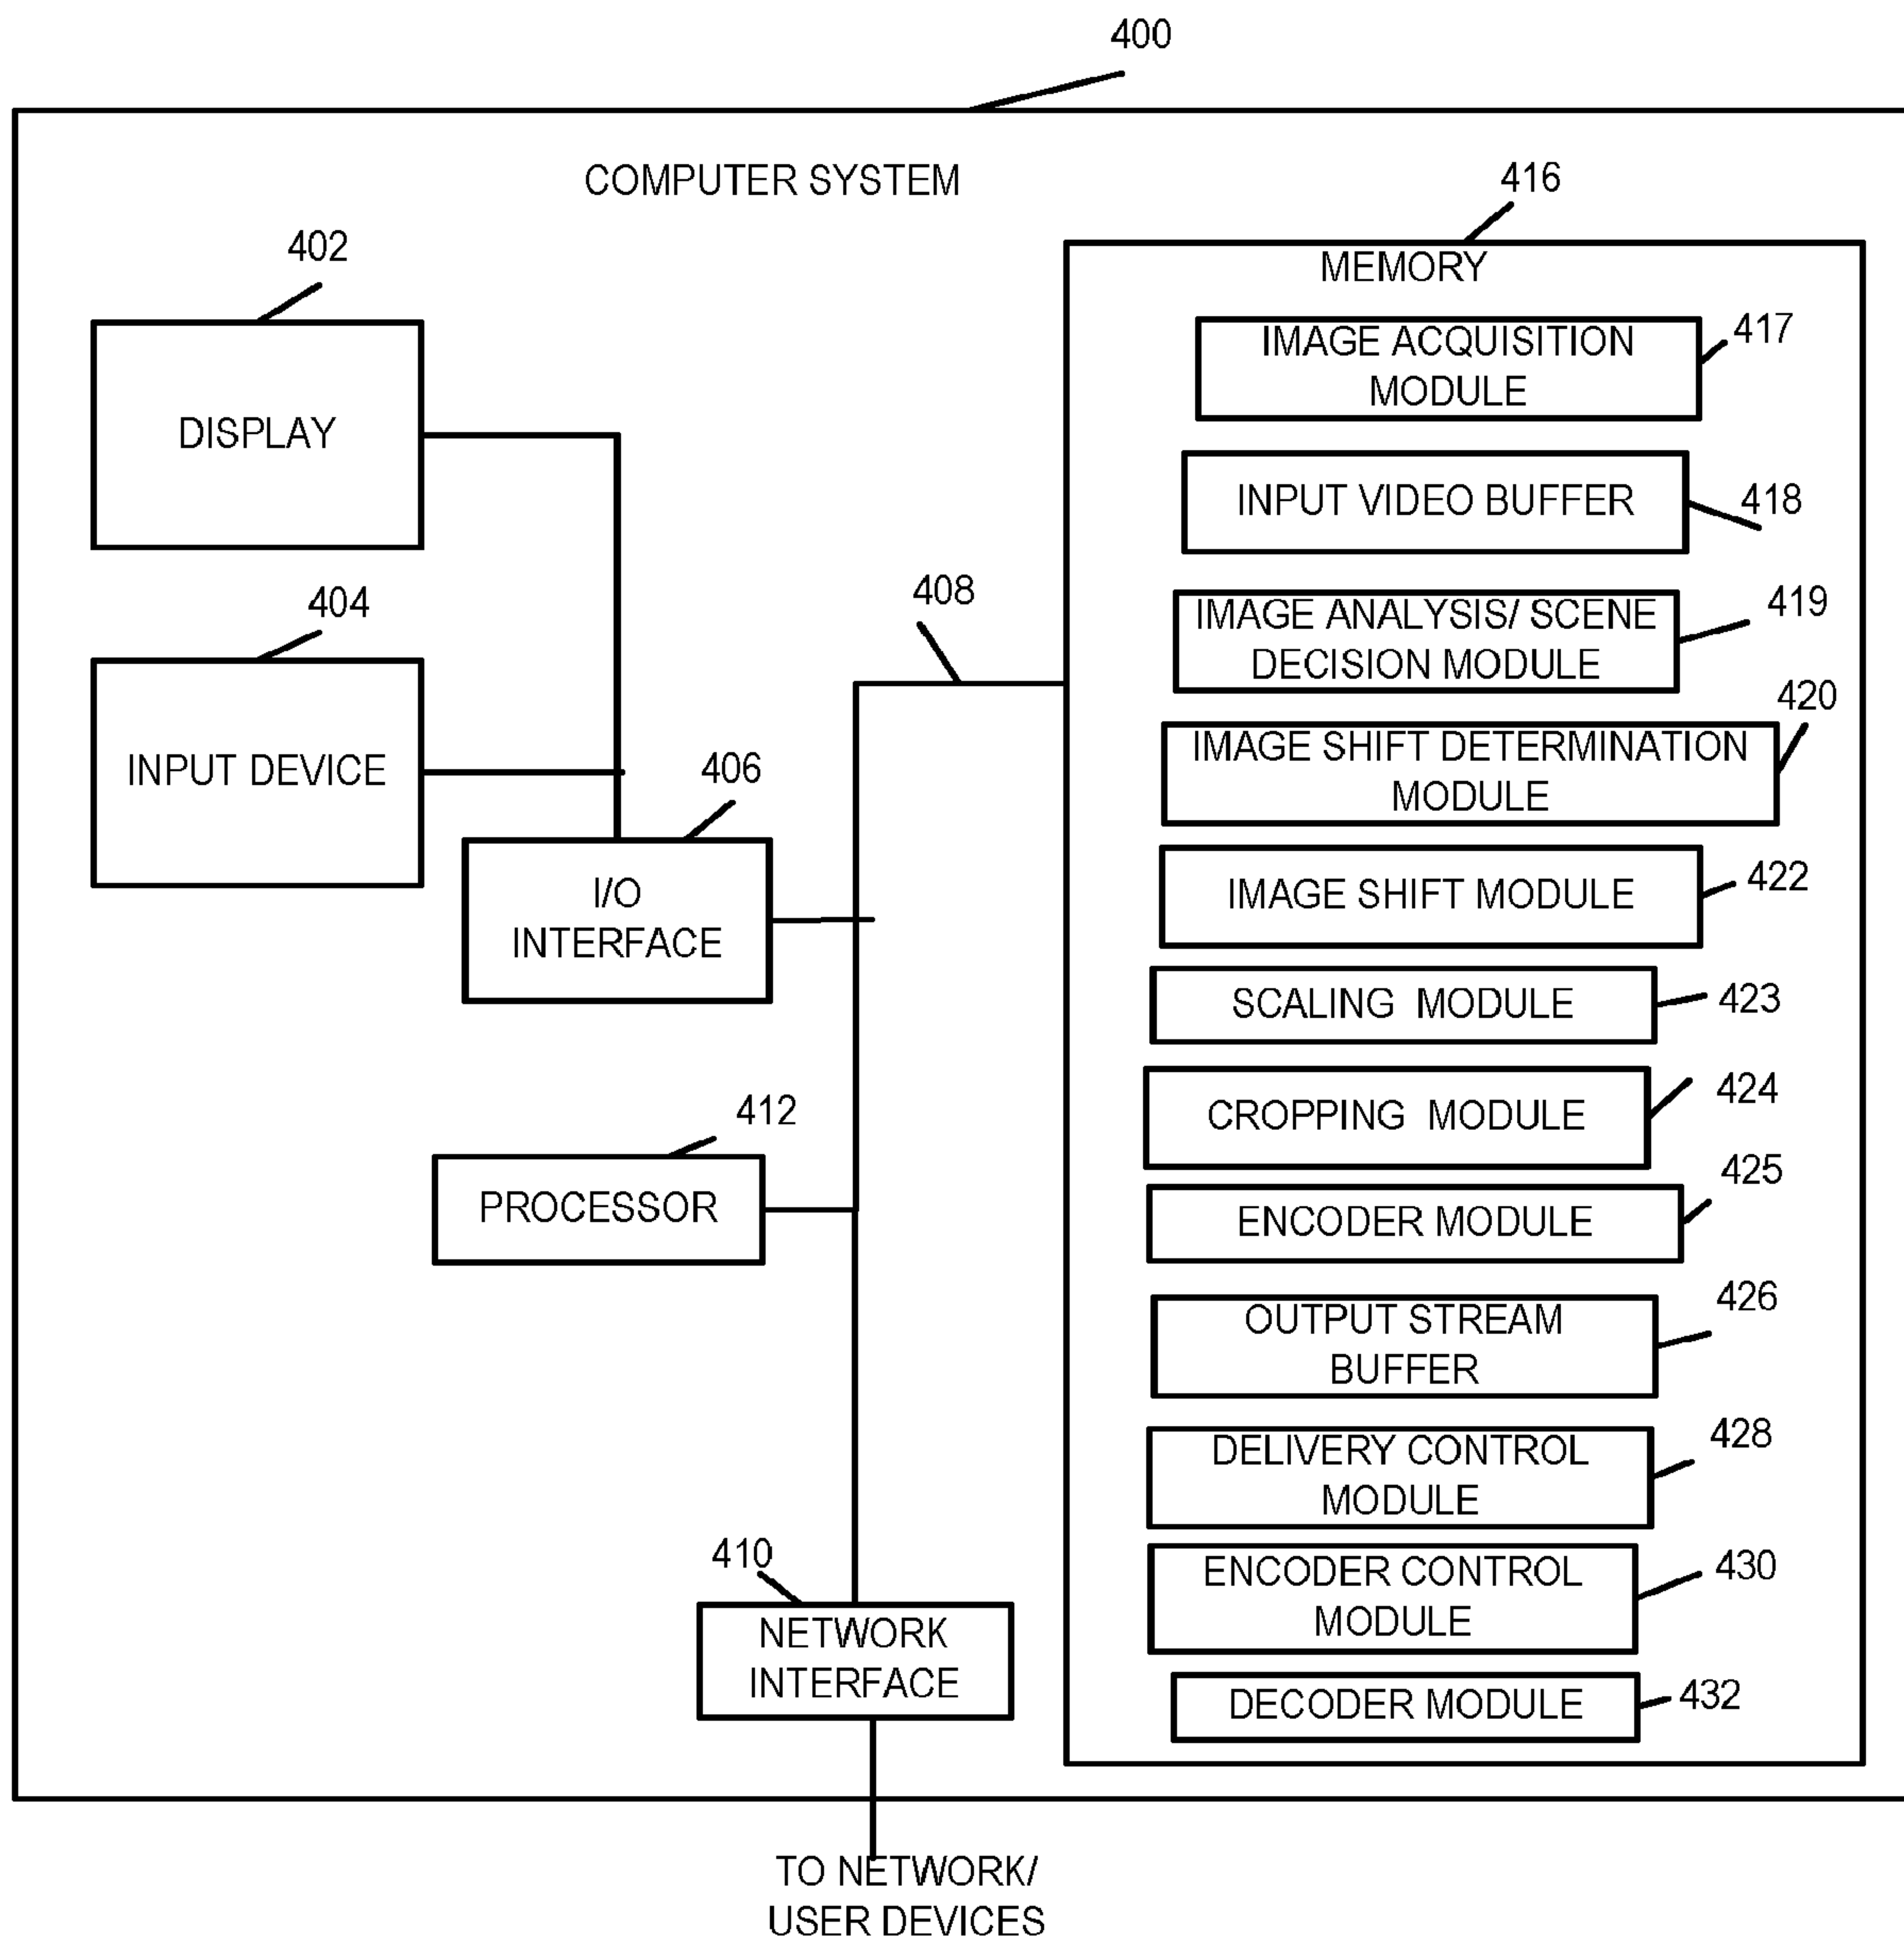 400
COMPUTER SYSTEM
402
DISPLAY
404
INPUT DEVICE
406
I/O
INTERFACE
408
412
PROCESSOR
410
NETWORK
INTERFACE
TO NETWORK/
USER DEVICES
416
MEMORY
IMAGE ACQUISITION
MODULE
417
INPUT VIDEO BUFFER
418
IMAGE ANALYSIS/ SCENE
DECISION MODULE
419
IMAGE SHIFT DETERMINATION
MODULE
420
IMAGE SHIFT MODULE
422
SCALING MODULE
423
CROPPING MODULE
424
ENCODER MODULE
425
OUTPUT STREAM
BUFFER
426
DELIVERY CONTROL
MODULE
428
ENCODER CONTROL
MODULE
430
DECODER MODULE
432